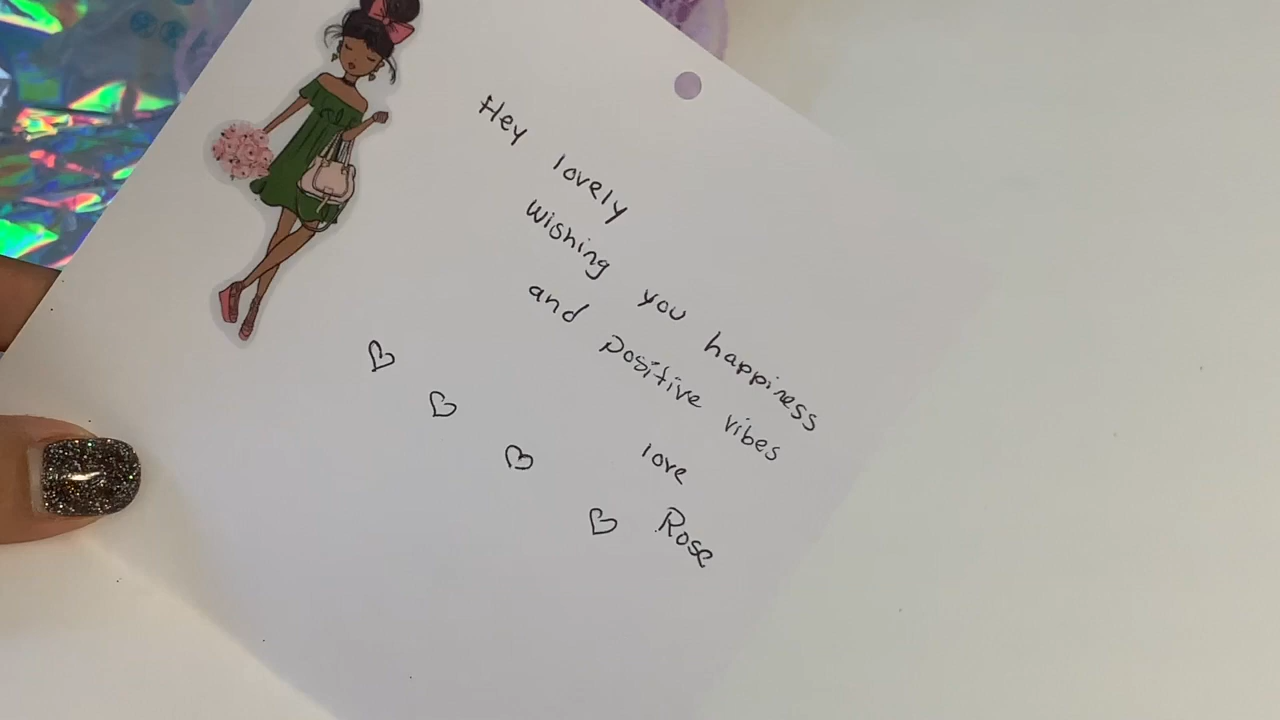 Hey lovely
wishing you happiness
and positive vibes
love
Rose